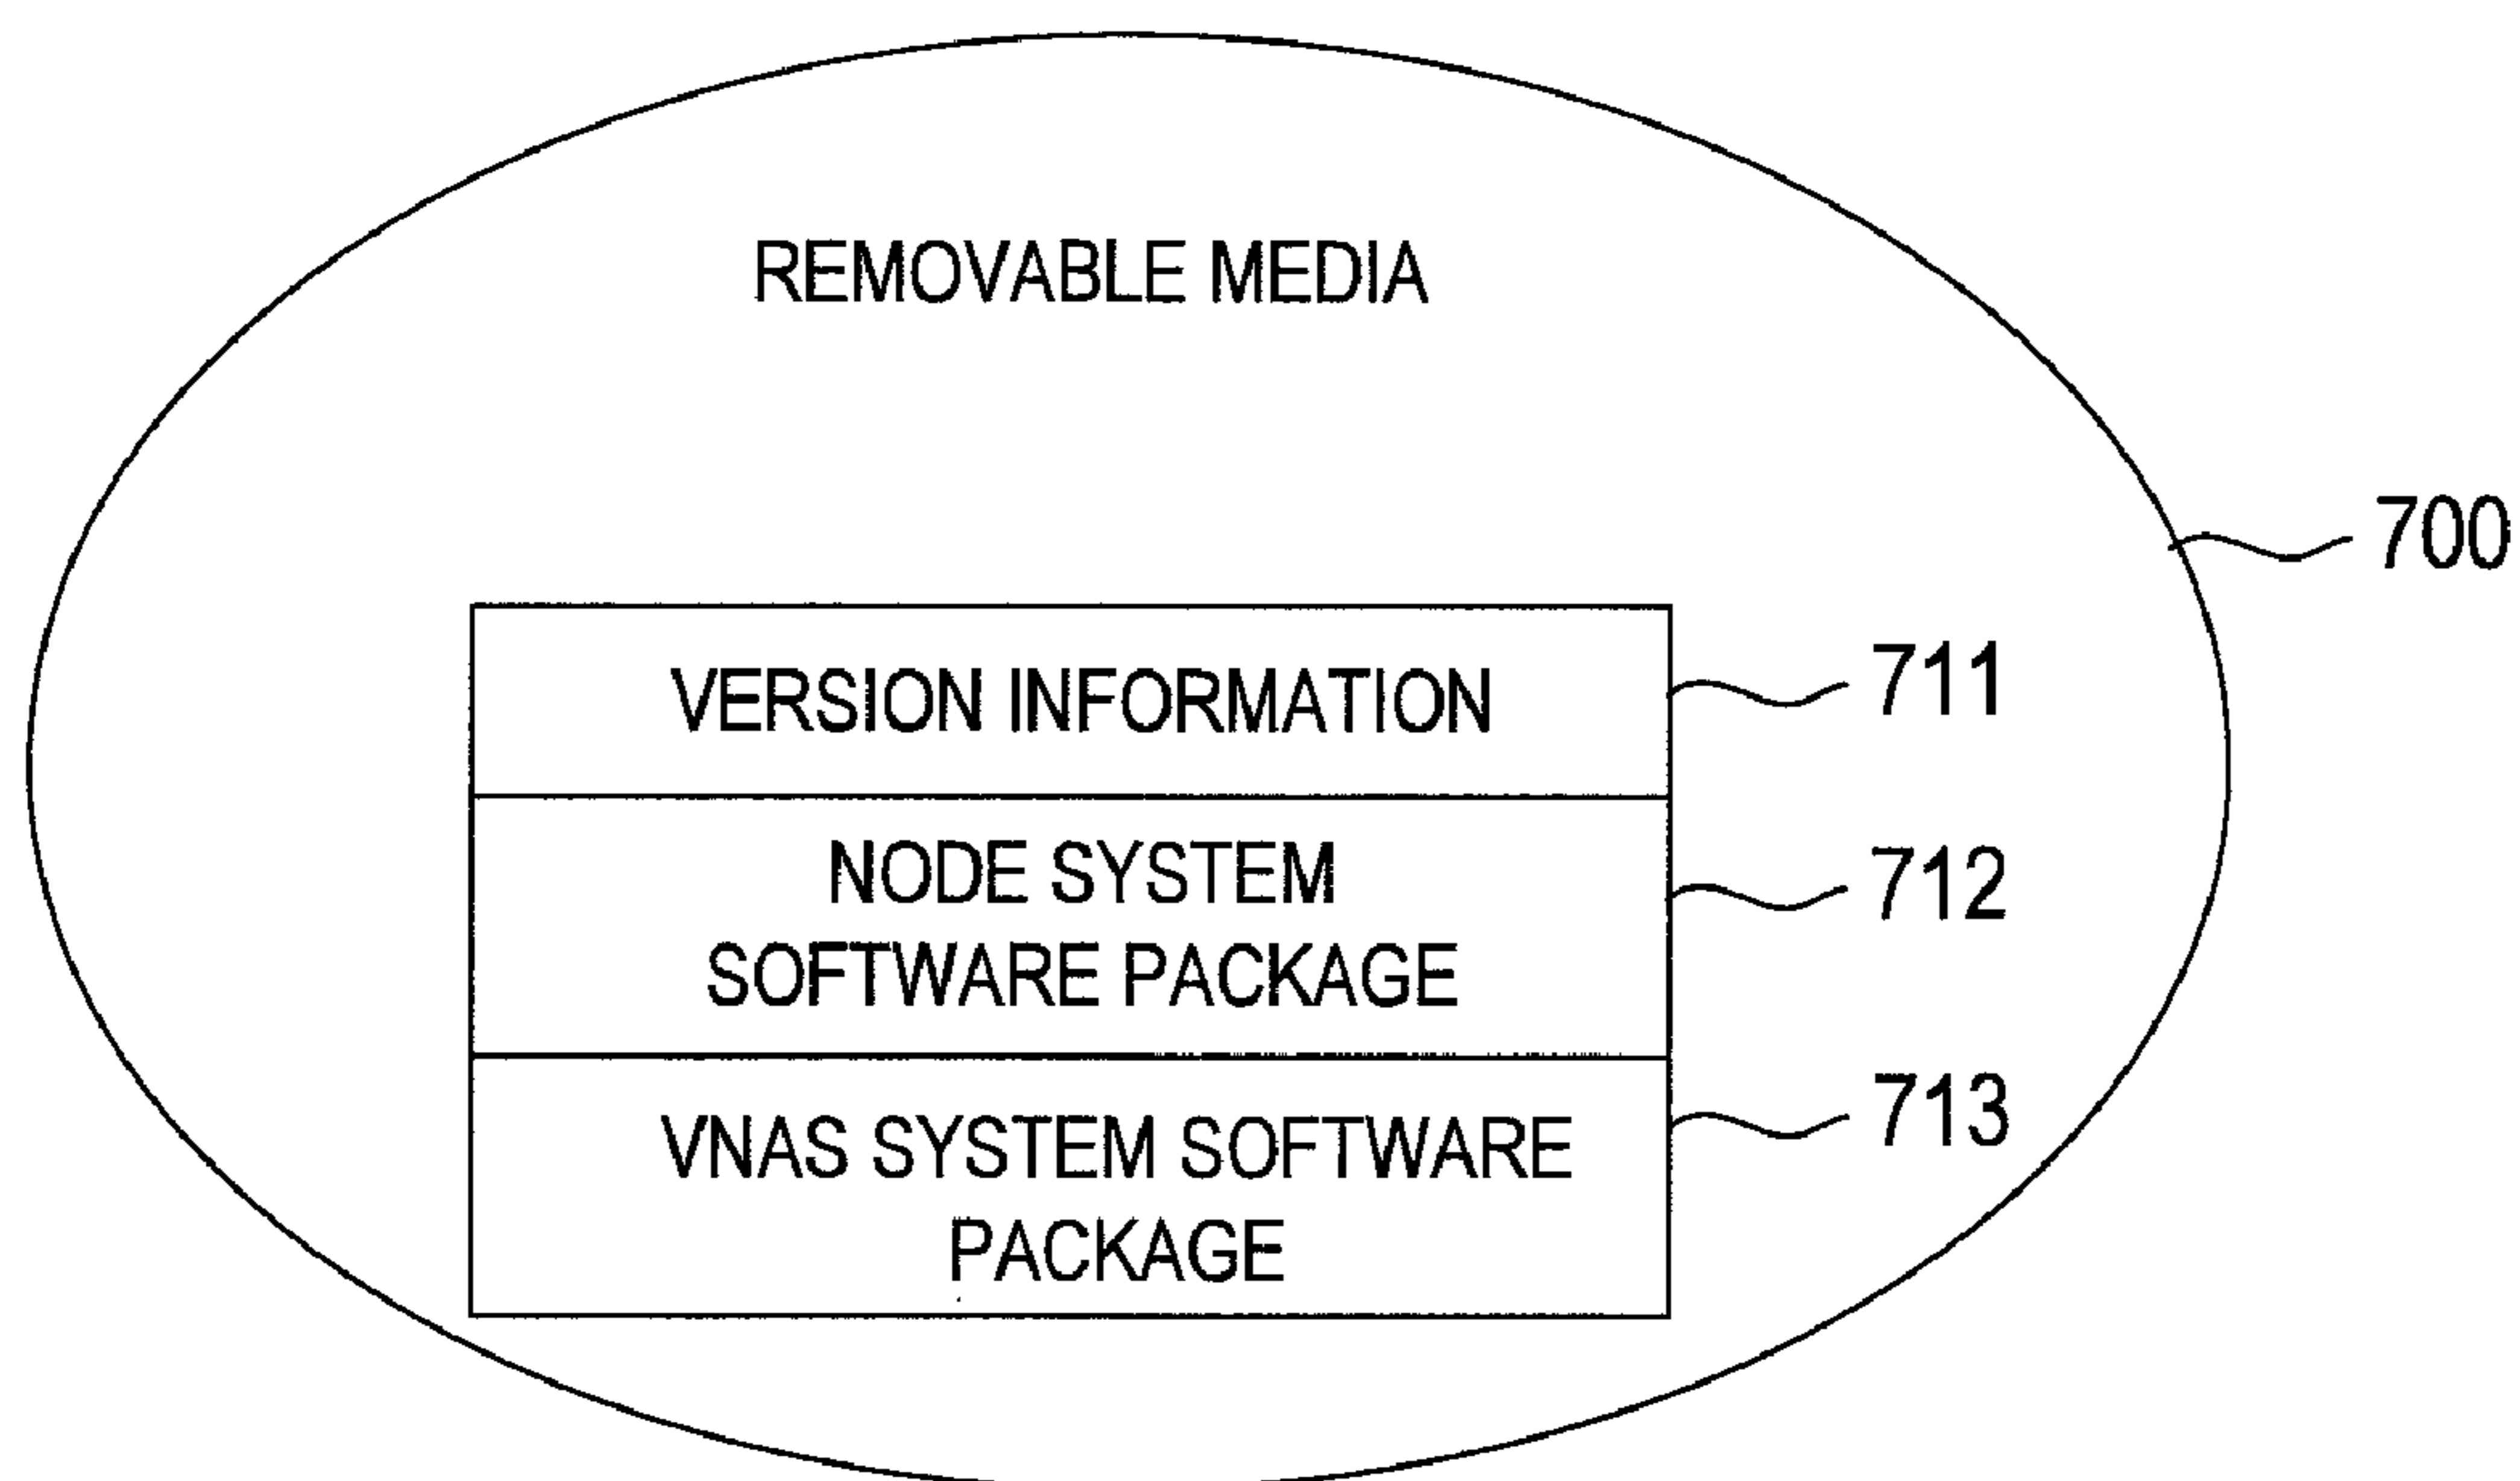 REMOVABLE MEDIA
700
VERSION INFORMATION
711
NODE SYSTEM
SOFTWARE PACKAGE
712
VNAS SYSTEM SOFTWARE
PACKAGE
713